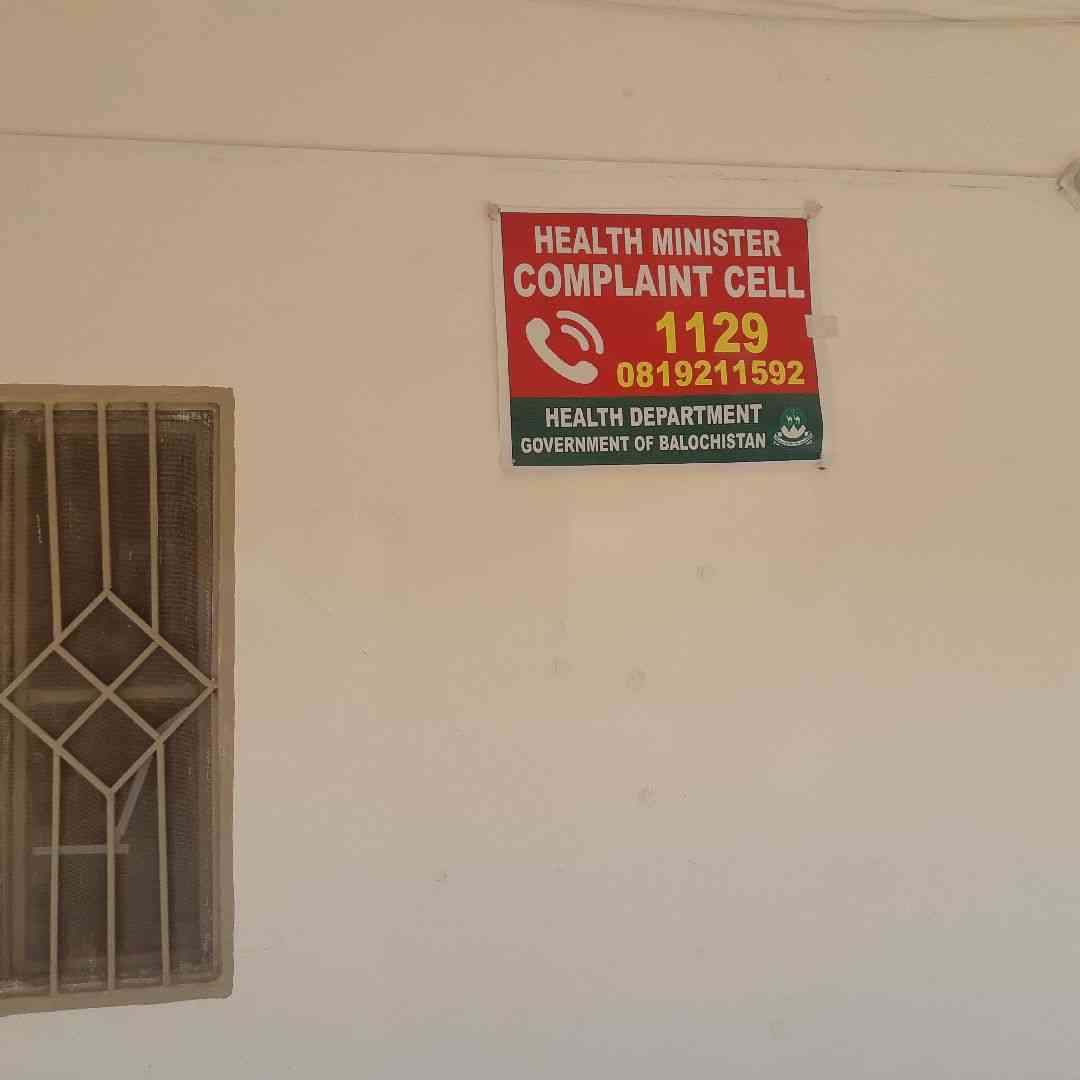 HEALTH MINISTER
COMPLAINT CELL
1129
0819211592
HEALTH DEPARTMENT
GOVERNMENT OF BALOCHISTAN